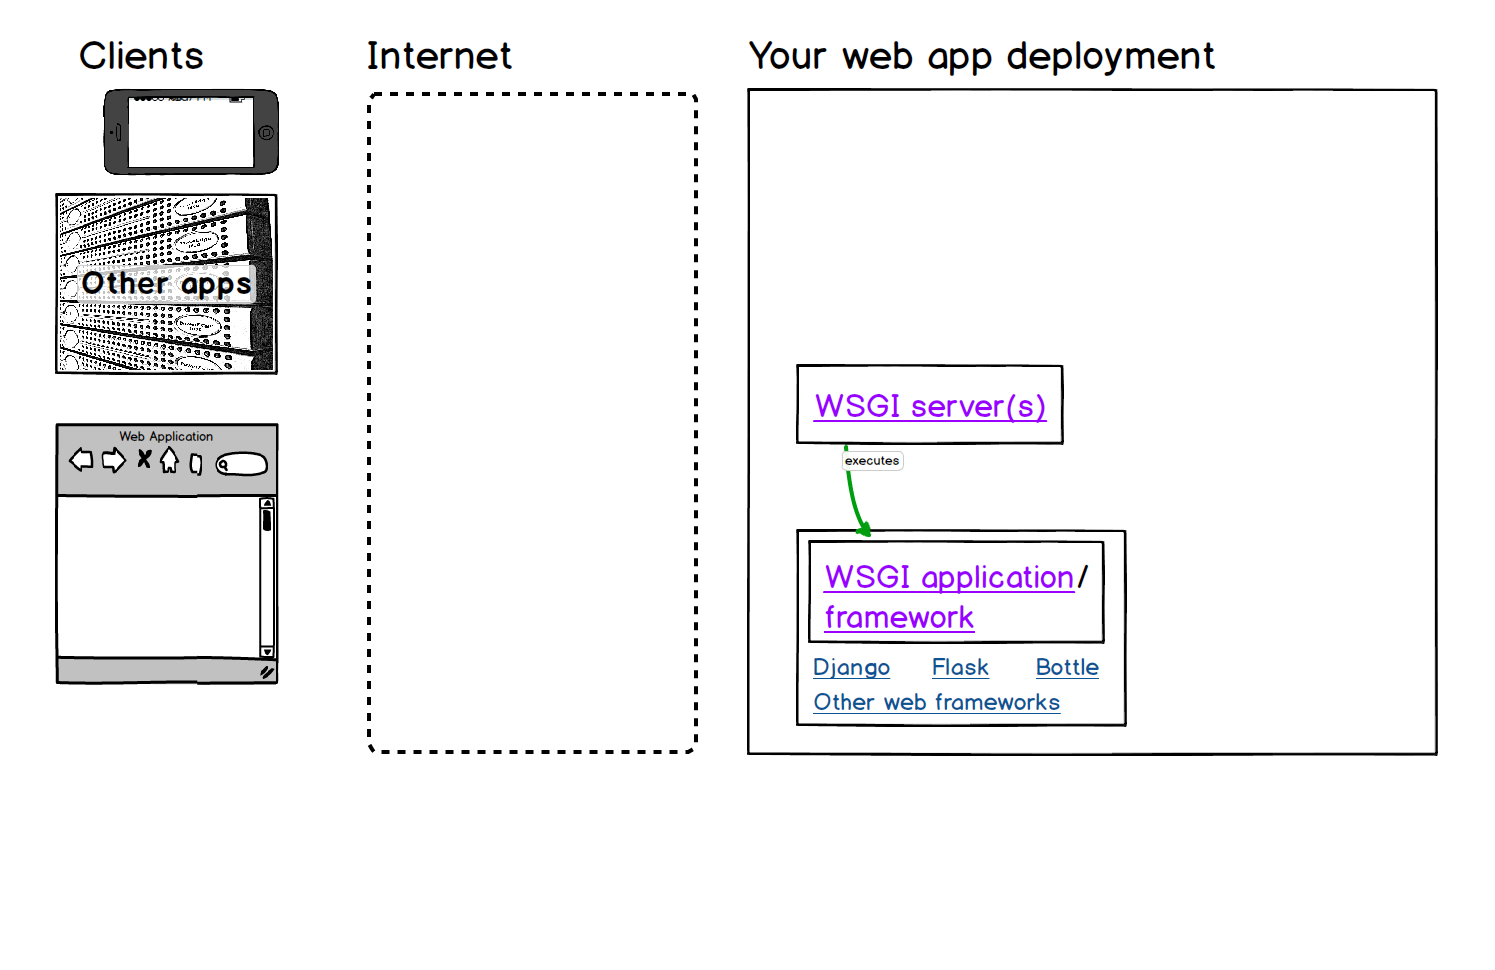 Clients
Internet
Your web app deployment
Other apps
Web Application
WSGI server(s)
executes
WSGI application/
framework
Django Flask Bottle
Other web frameworks